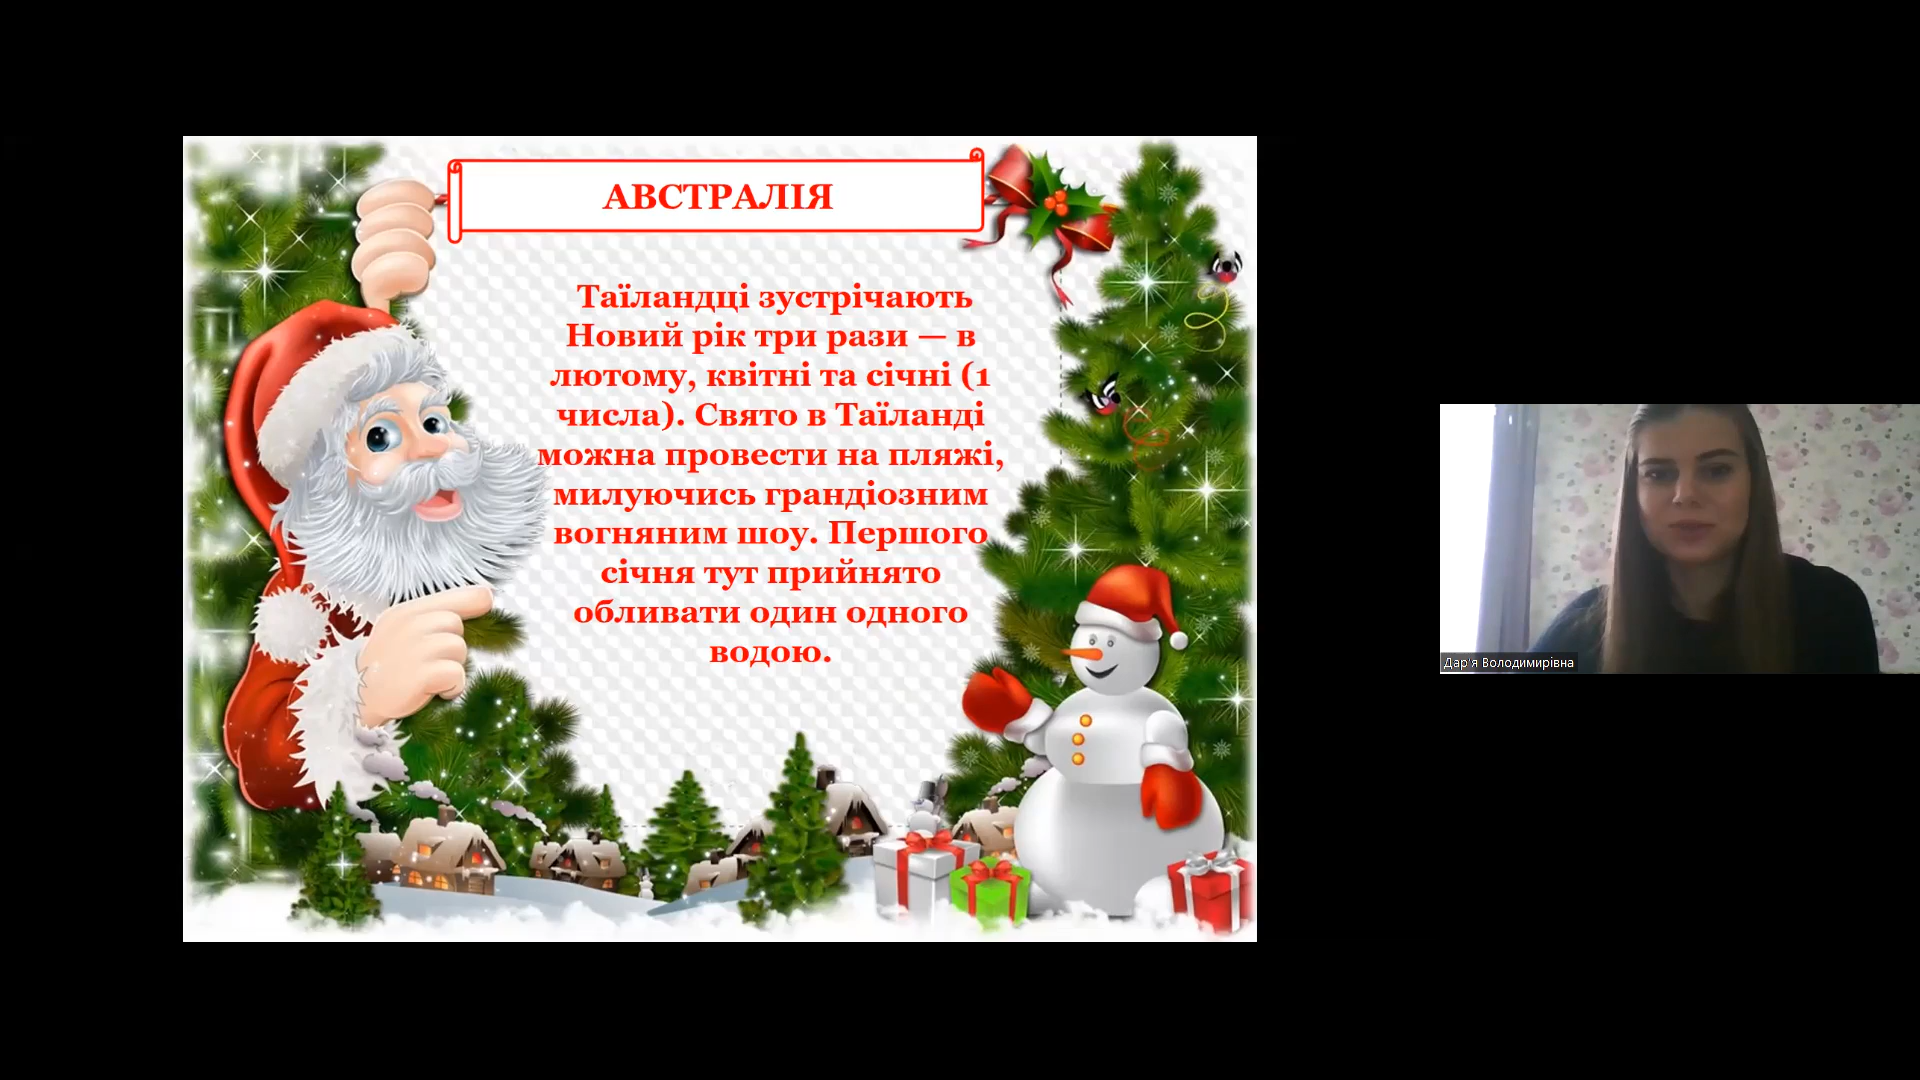 АВСТРАЛІЯ
Таїландці зустрічають
Новий рік три рази — в
лютому, квітні та січні (1
числа). Свято в Таїланді
можна провести на пляжі,
милуючись грандіозним
вогняним шоу. Першого
січня тут прийнято
обливати один одного
водою.
Дар'я Володимирівна